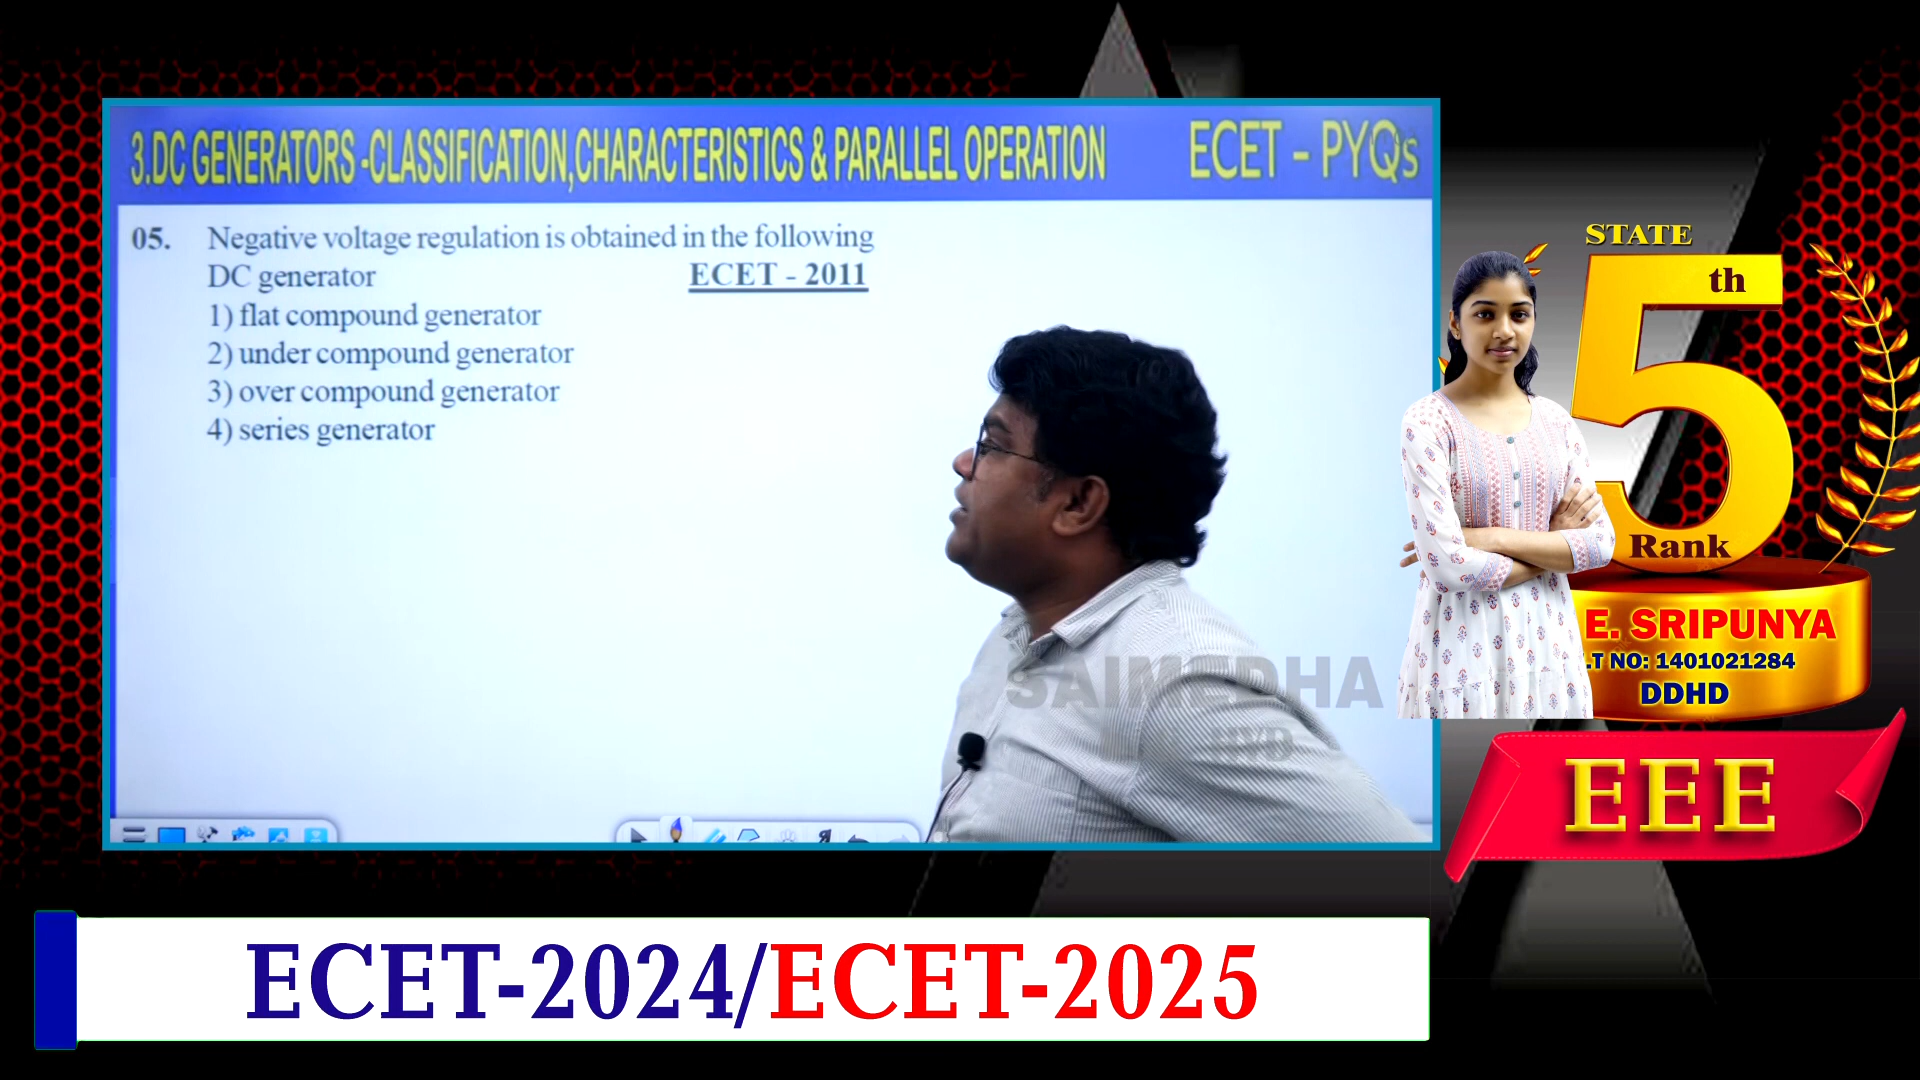 3.DC GENERATORS -CLASSIFICATION,CHARACTERISTICS & PARALLEL OPERATION ECET – PYQs
05. Negative voltage regulation is obtained in the following
DC generator ECET - 2011
1) flat compound generator
2) under compound generator
3) over compound generator
4) series generator
SAIMEDHA
STATE
5th
Rank
E. SRIPUNYA
.T NO: 1401021284
DDHD
EEE
ECET-2024/ECET-2025